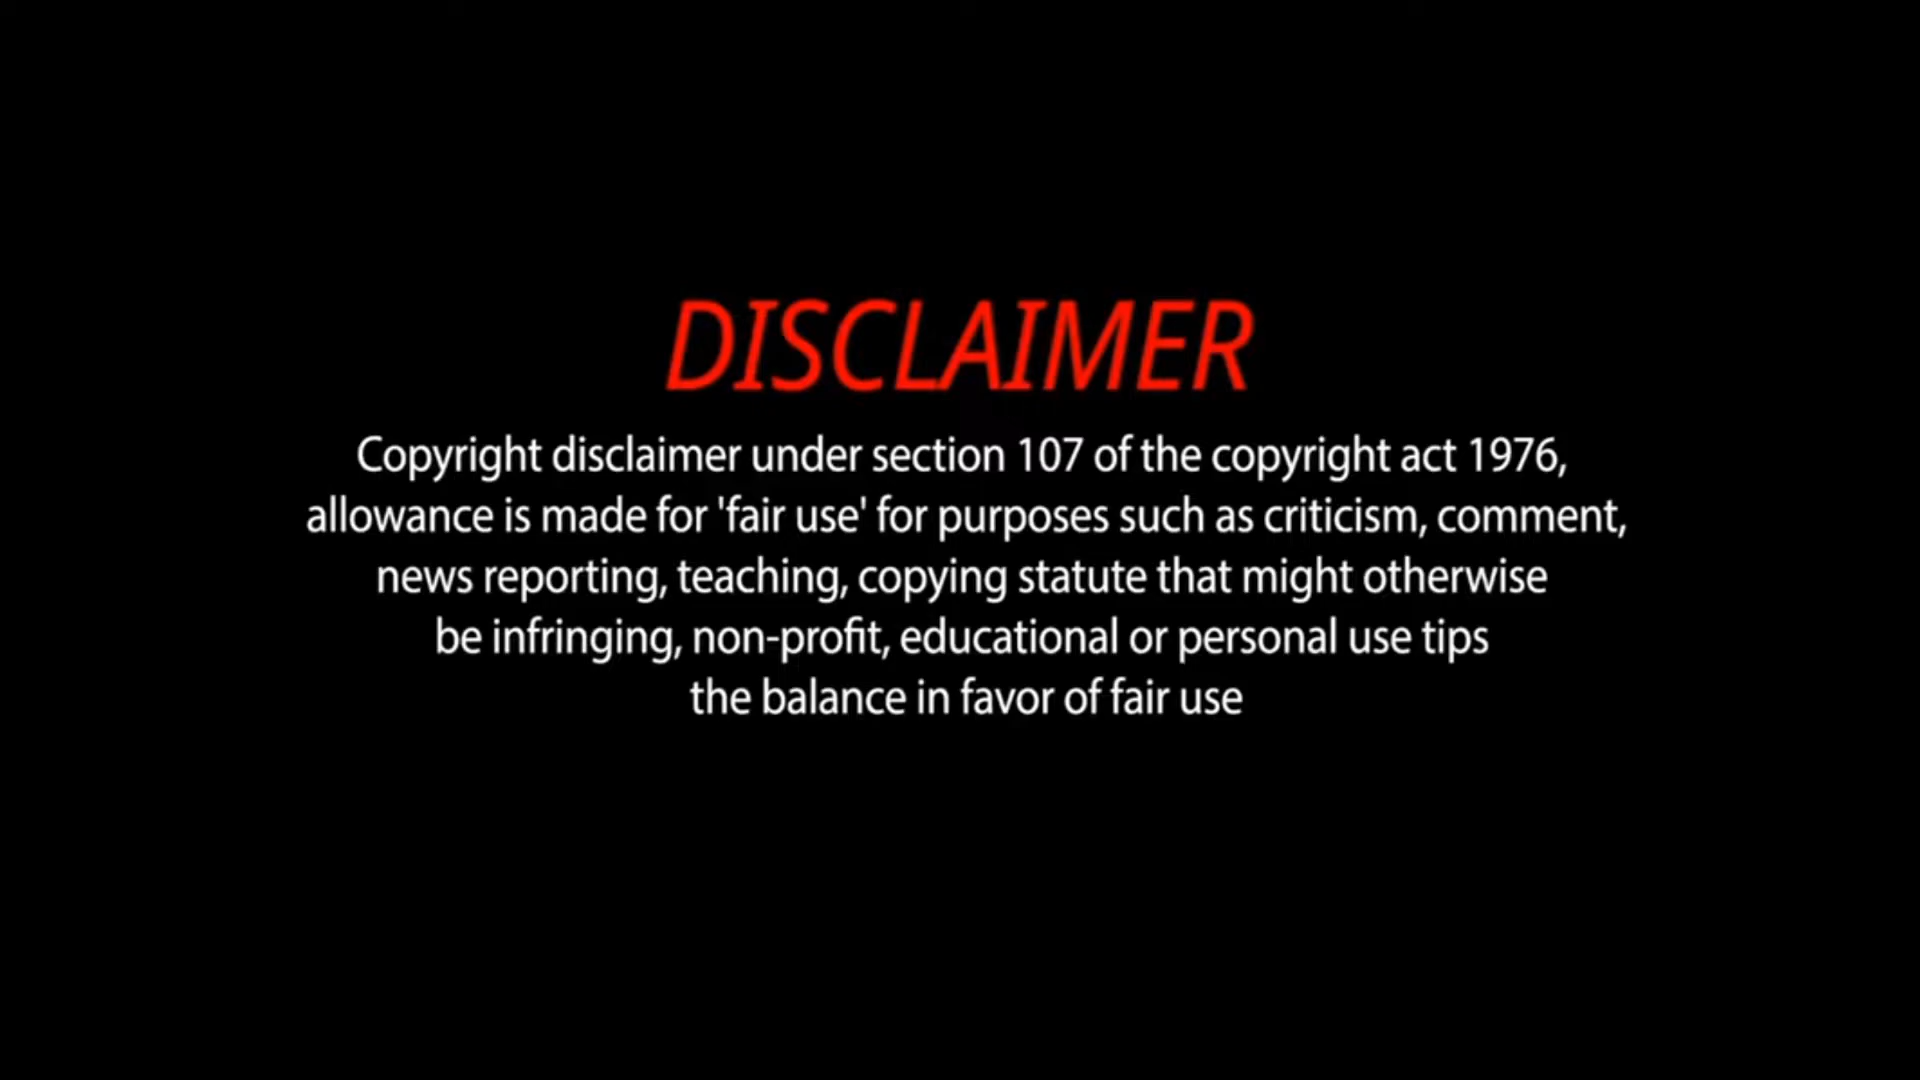 DISCLAIMER
Copyright disclaimer under section 107 of the copyright act 1976,
allowance is made for 'fair use' for purposes such as criticism, comment,
news reporting, teaching, copying statute that might otherwise
be infringing, non-profit, educational or personal use tips
the balance in favor of fair use